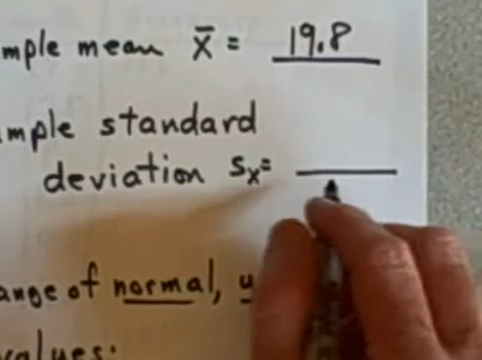 mple mean x̄ = 19.8
mple standard
deviation sx=
ange of normal, u
values: